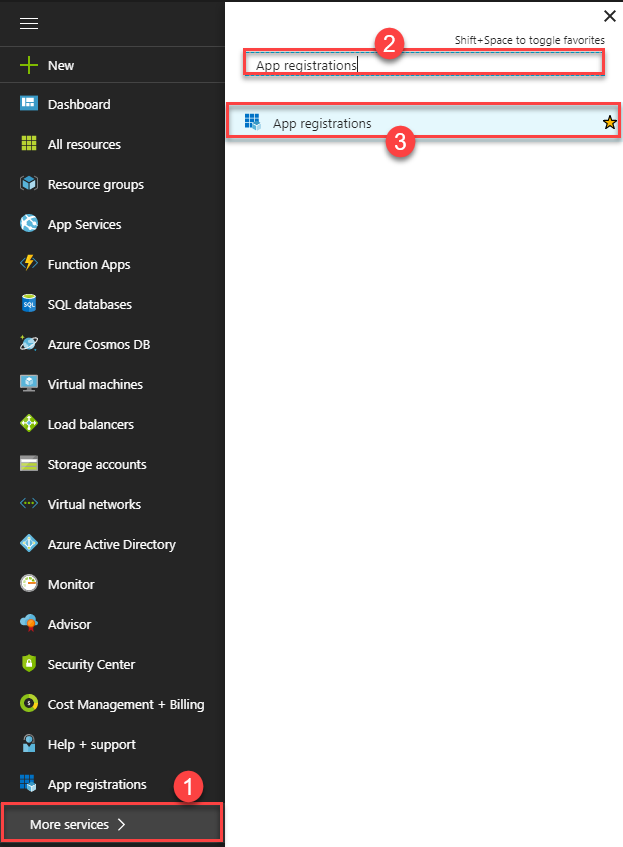 New
Dashboard
All resources
Resource groups
App Services
Function Apps
SQL databases
Azure Cosmos DB
Virtual machines
Load balancers
Storage accounts
Virtual networks
Azure Active Directory
Monitor
Advisor
Security Center
Cost Management + Billing
Help + support
App registrations
1
More services
2
Shift+Space to toggle favorites
App registrations
App registrations
3